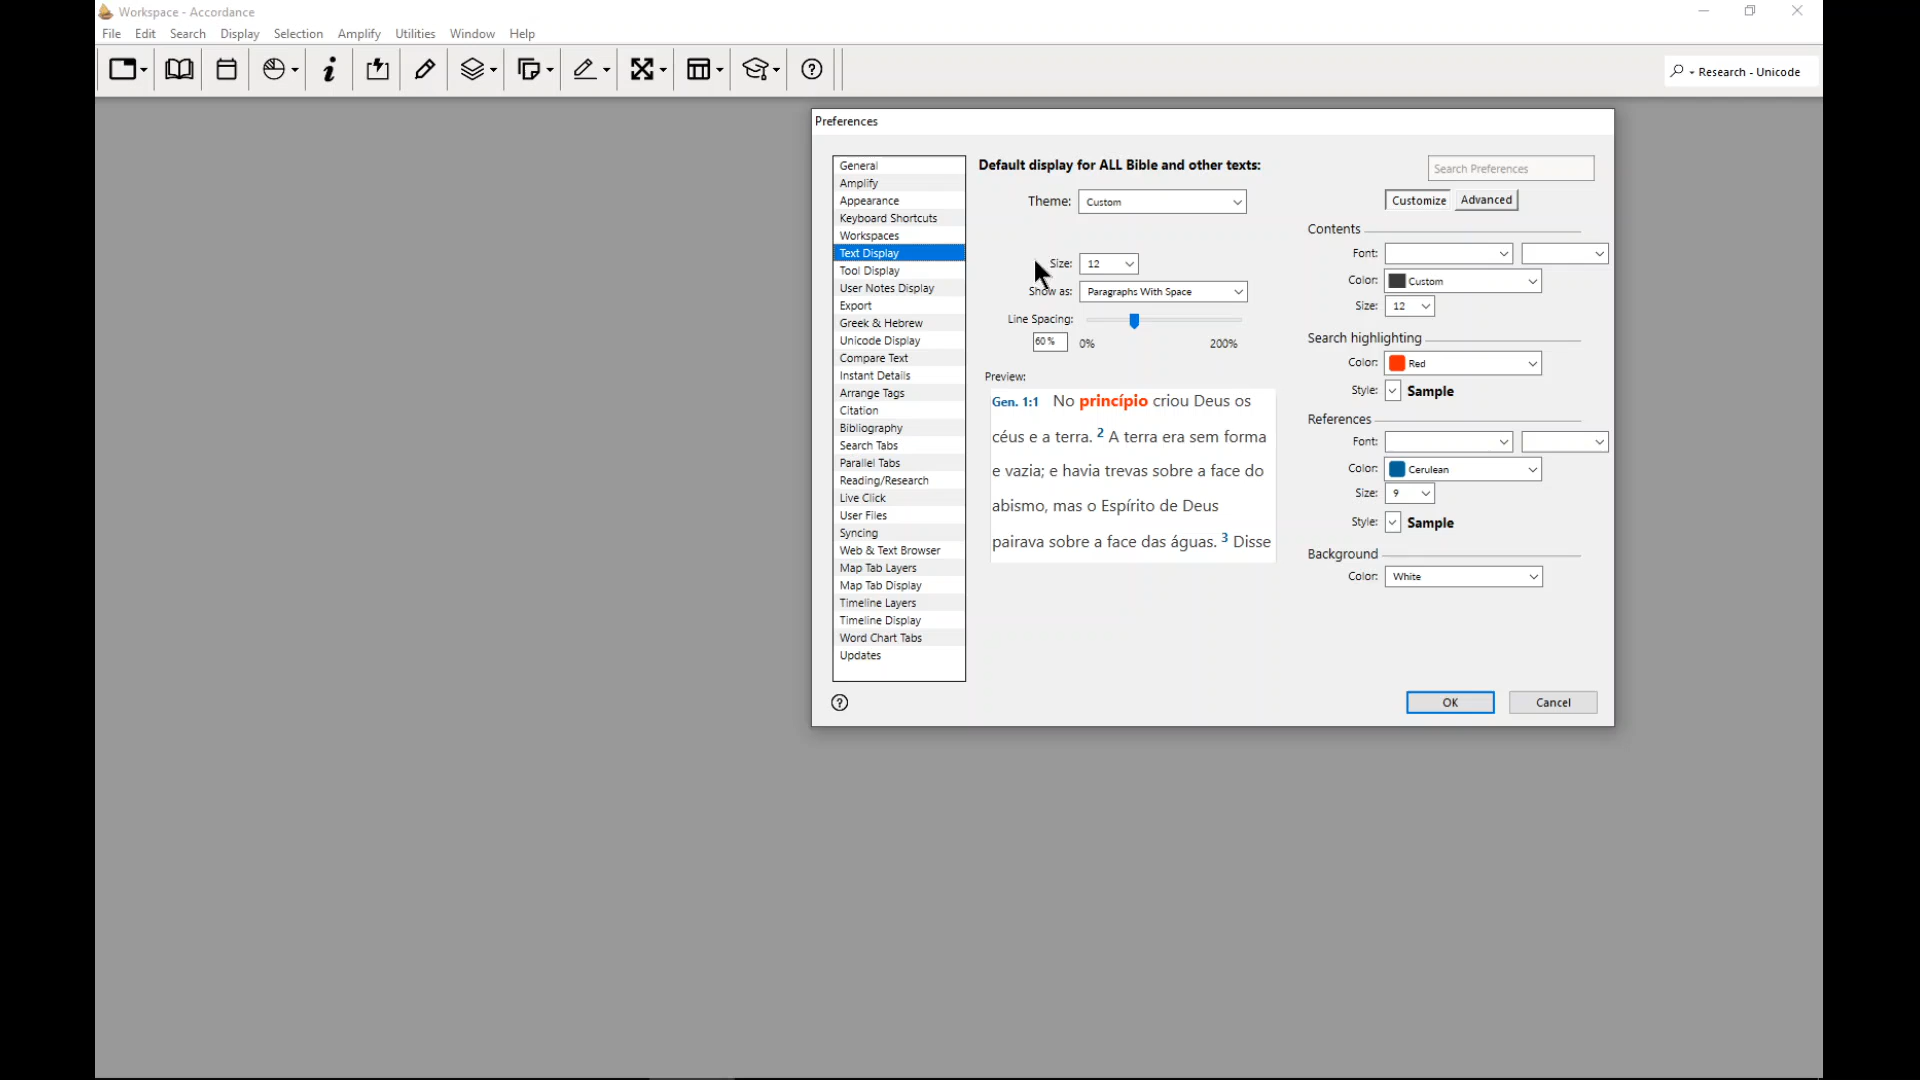 Workspace - Accordance
File Edit Search Display Selection Amplify Utilities Window Help
Research - Unicode
Preferences
General
Amplify
Appearance
Keyboard Shortcuts
Workspaces
Text Display
Tool Display
User Notes Display
Export
Greek & Hebrew
Unicode Display
Compare Text
Instant Details
Arrange Tags
Citation
Bibliography
Search Tabs
Parallel Tabs
Reading/Research
Live Click
User Files
Syncing
Web & Text Browser
Map Tab Layers
Map Tab Display
Timeline Layers
Timeline Display
Word Chart Tabs
Updates
Default display for ALL Bible and other texts:
Theme: Custom
Size: 12
Show as: Paragraphs With Space
Line Spacing:
60 % 0% 200%
Preview:
Gen. 1:1 No princípio criou Deus os
céus e a terra. 2 A terra era sem forma
e vazia; e havia trevas sobre a face do
abismo, mas o Espírito de Deus
pairava sobre a face das águas. 3 Disse
Search Preferences
Customize Advanced
Contents
Font:
Color: Custom
Size: 12
Search highlighting
Color: Red
Style: Sample
References
Font:
Color: Cerulean
Size: 9
Style: Sample
Background
Color: White
OK Cancel